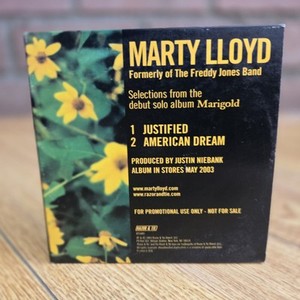 MARTY LLOYD
Formerly of The Freddy Jones Band
Selections from the
debut solo album Marigold
1 JUSTIFIED
2 AMERICAN DREAM
PRODUCED BY JUSTIN NIEBANK
ALBUM IN STORES MAY 2003
www.martylloyd.com
www.razorandtie.com
FOR PROMOTIONAL USE ONLY - NOT FOR SALE
RAZOR & TIE